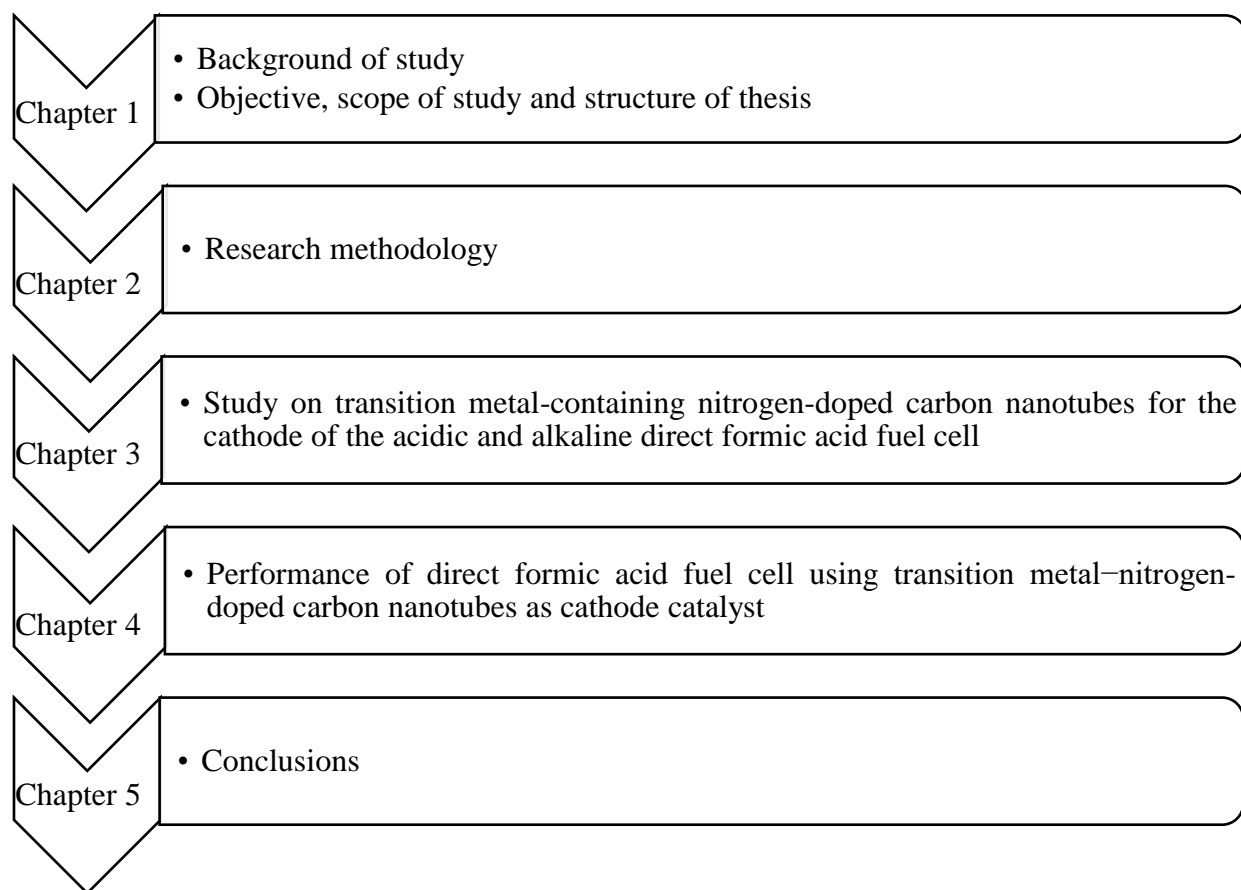 Chapter 1
• Background of study
• Objective, scope of study and structure of thesis
Chapter 2
• Research methodology
Chapter 3
• Study on transition metal-containing nitrogen-doped carbon nanotubes for the
cathode of the acidic and alkaline direct formic acid fuel cell
Chapter 4
• Performance of direct formic acid fuel cell using transition metal−nitrogen-
doped carbon nanotubes as cathode catalyst
Chapter 5
• Conclusions